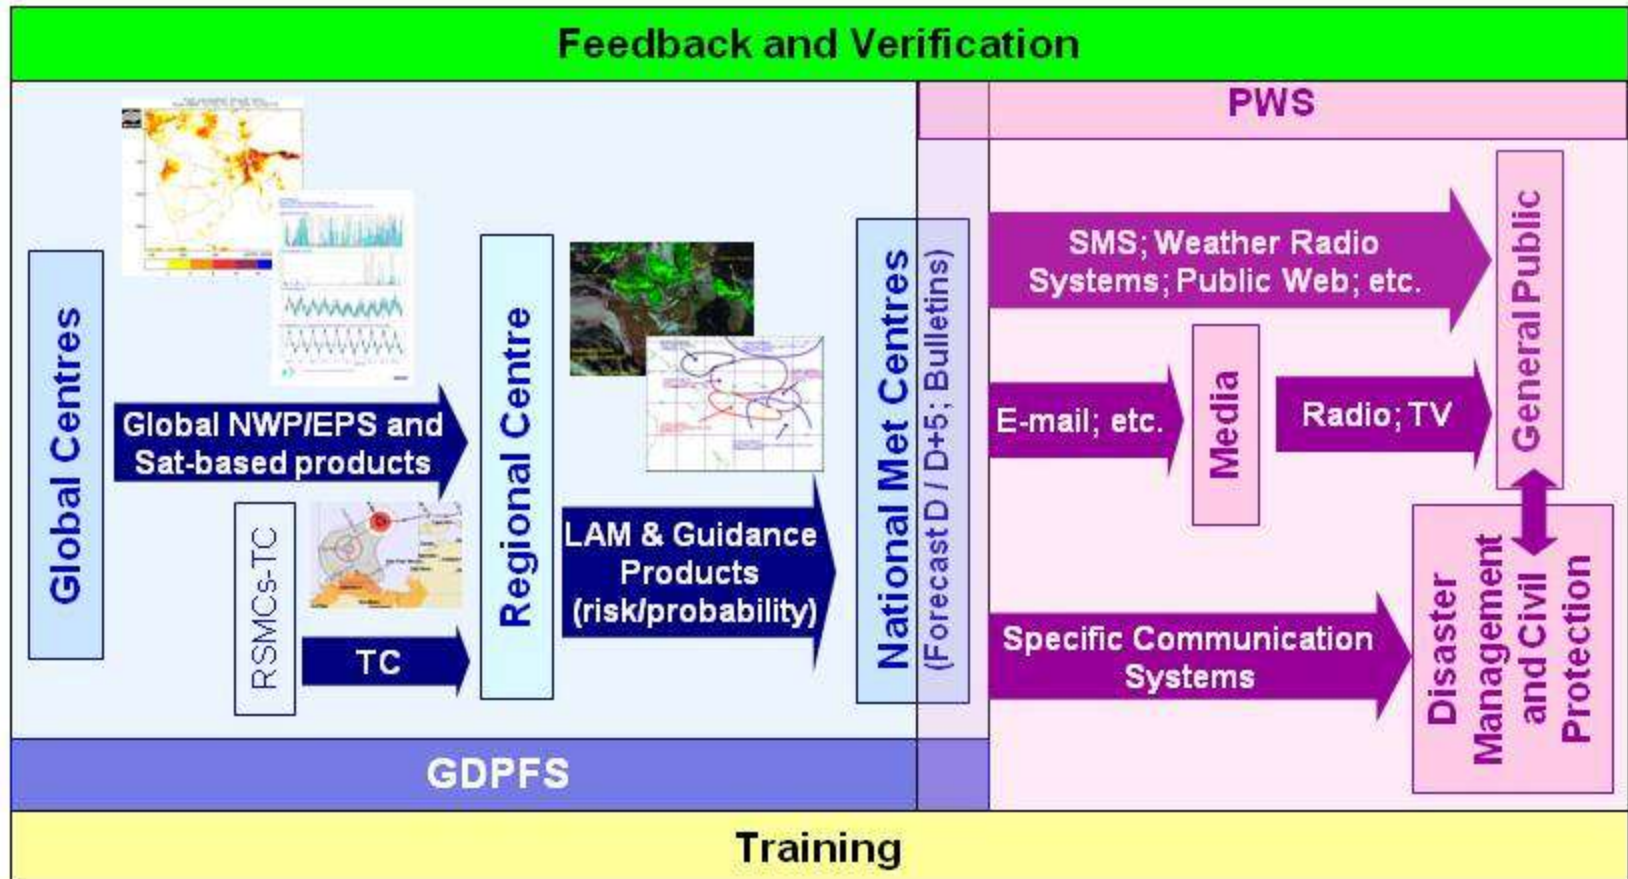 Feedback and Verification
PWS
Global Centres
Global NWP/EPS and
Sat-based products
RSMCs-TC
TC
Regional Centre
LAM & Guidance
Products
(risk/probability)
National Met Centres
(Forecast D / D+5; Bulletins)
SMS; Weather Radio
Systems; Public Web; etc.
E-mail; etc.
Media
Radio; TV
General Public
Specific Communication
Systems
Disaster
Management
and Civil
Protection
GDPFS
Training